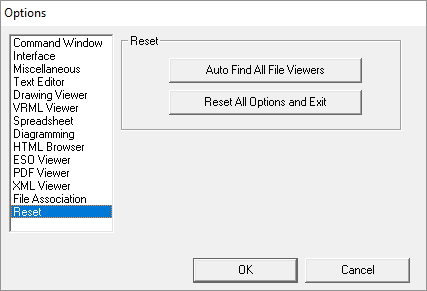 Options
Command Window
Interface
Miscellaneous
Text Editor
Drawing Viewer
VRML Viewer
Spreadsheet
Diagramming
HTML Browser
ESO Viewer
PDF Viewer
XML Viewer
File Association
Reset
Reset
Auto Find All File Viewers
Reset All Options and Exit
OK
Cancel